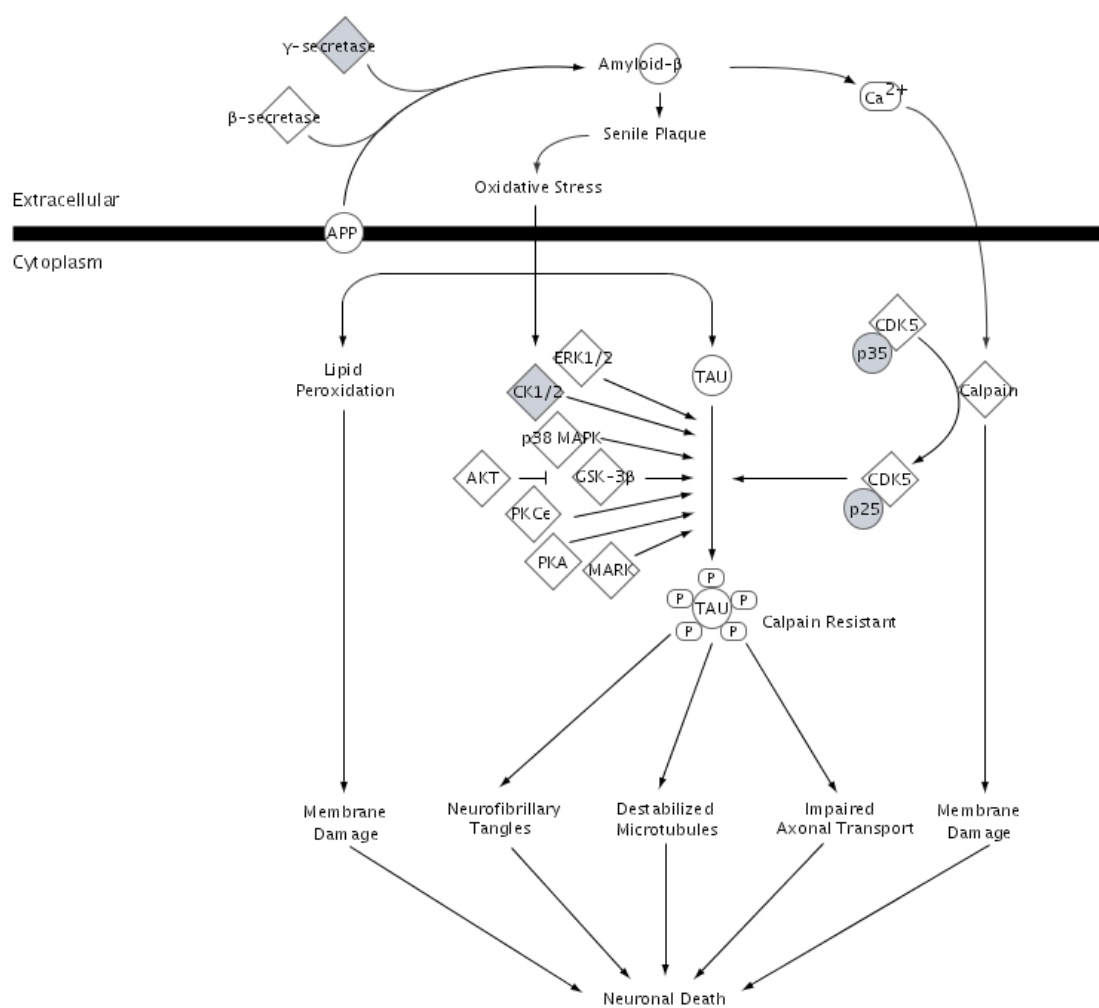 γ-secretase
Amyloid-β
Ca2+
β-secretase
Senile Plaque
Oxidative Stress
Extracellular
APP
Cytoplasm
CDK5
p35
ERK1/2
Lipid
Peroxidation
TAU
CK1/2
Calpain
p38 MAPK
AKT
GSK-3β
CDK5
p25
PKCe
PKA
MARK
P
P
TAU
P
P
P
Calpain Resistant
Membrane
Damage
Neurofibrillary
Tangles
Destabilized
Microtubules
Impaired
Axonal Transport
Membrane
Damage
Neuronal Death